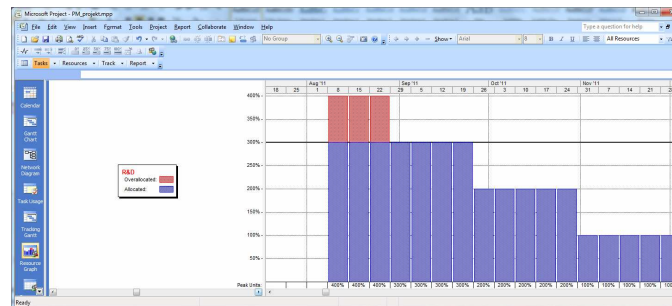 Microsoft Project - PM_projekt.mpp
File Edit View Insert Format Tools Project Report Collaborate Window Help
Type a question for help
No Group
Show
Arial
8
B I U
All Resources
Tasks Resources Track Report
Aug '11 Sep '11 Oct '11 Nov '11
18 25 1 8 15 22 29 5 12 19 26 3 10 17 24 31 7 14 21
Calendar
Gantt Chart
Network Diagram
Task Usage
Tracking Gantt
Resource Graph
R&D
Overallocated:
Allocated:
400%
350%
300%
250%
200%
150%
100%
50%
Peak Units:
400% 400% 400% 300% 300% 300% 300% 200% 200% 200% 200% 100% 100% 100%
Ready